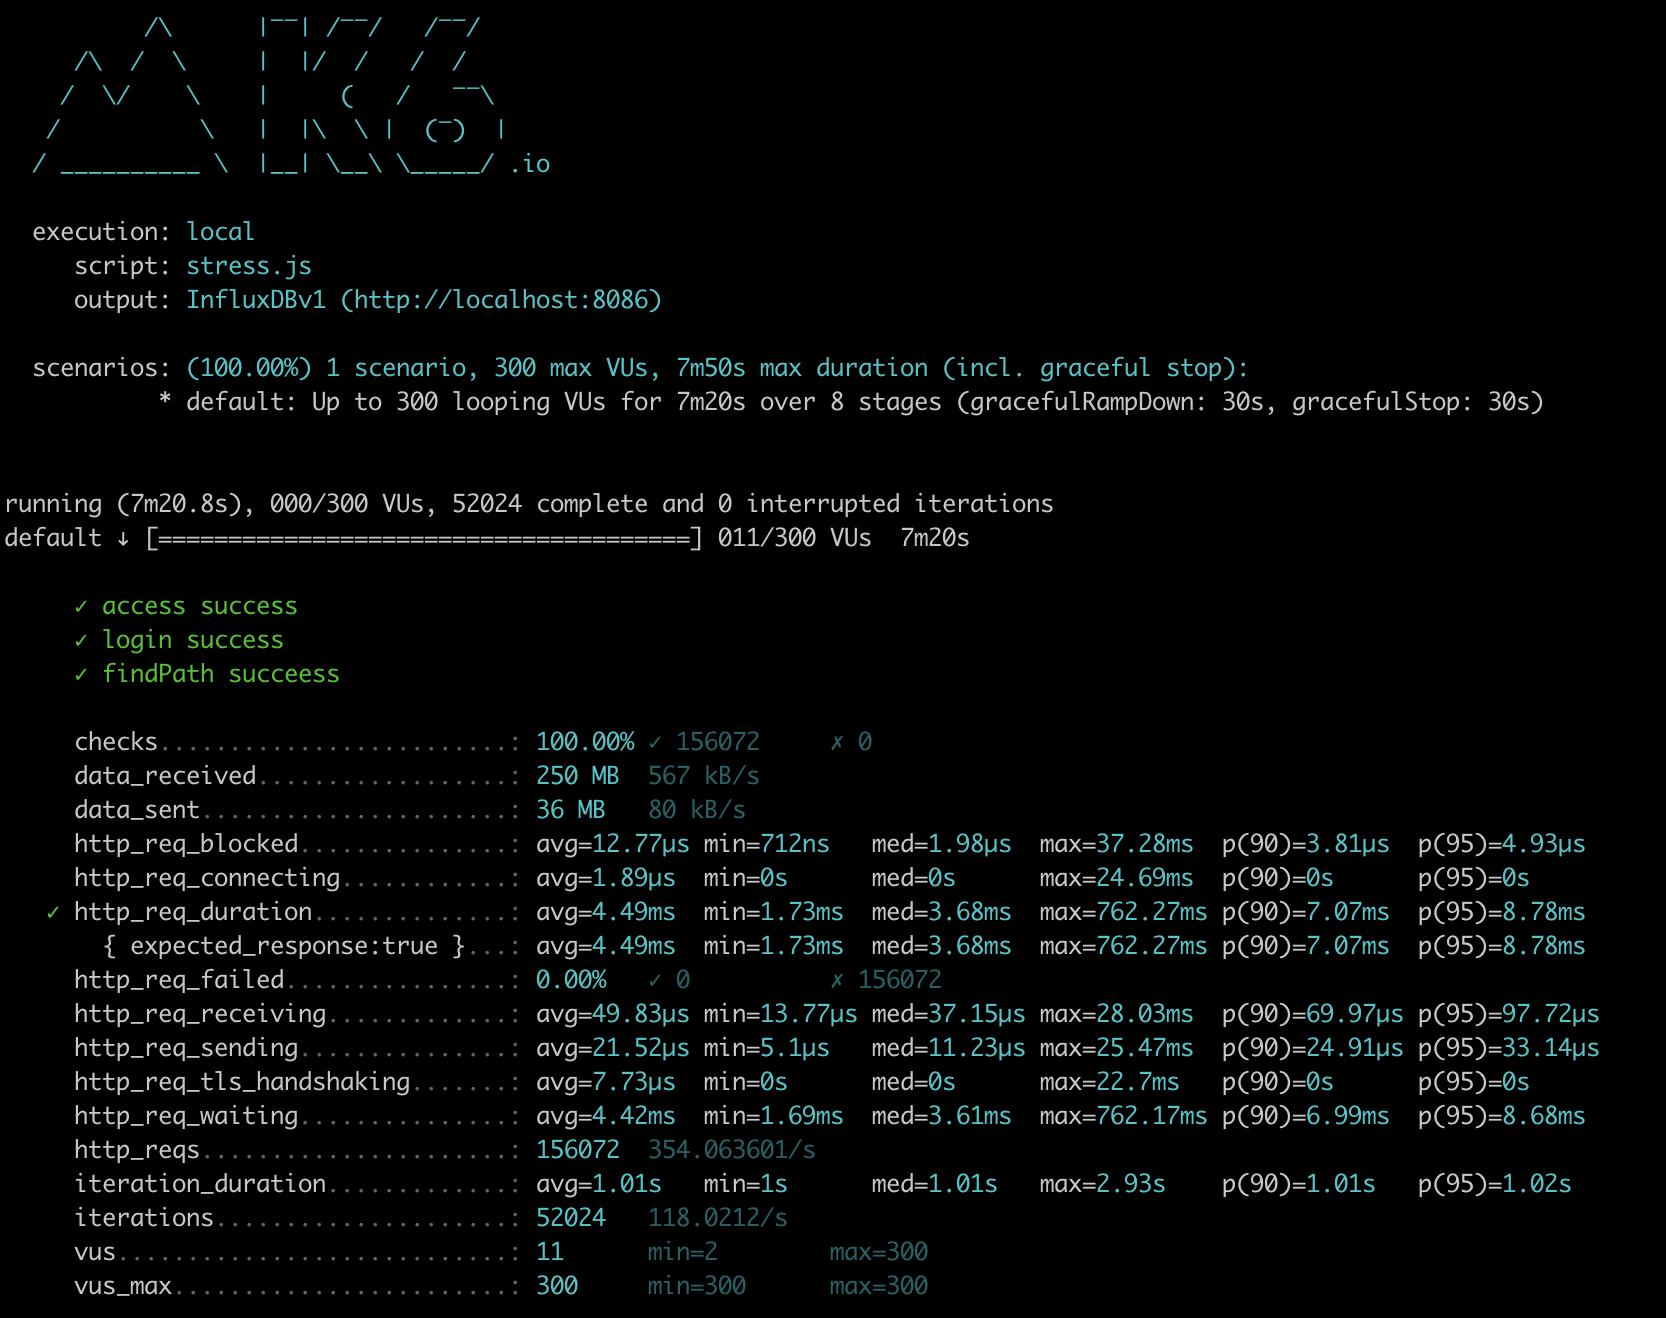 /\      |‾‾| /‾‾/   /‾‾/
     /\  /  \     |  |/  /   /  /
    /  \/    \    |     (   /   ‾‾\
   /          \   |  |\  \ |  (‾)  |
  / __________ \  |__| \__\ \_____/ .io

  execution: local
     script: stress.js
     output: InfluxDBv1 (http://localhost:8086)

  scenarios: (100.00%) 1 scenario, 300 max VUs, 7m50s max duration (incl. graceful stop):
           * default: Up to 300 looping VUs for 7m20s over 8 stages (gracefulRampDown: 30s, gracefulStop: 30s)

running (7m20.8s), 000/300 VUs, 52024 complete and 0 interrupted iterations
default ↓ [======================================] 011/300 VUs  7m20s

     ✓ access success
     ✓ login success
     ✓ findPath succeess

     checks.........................: 100.00% ✓ 156072     ✗ 0
     data_received..................: 250 MB  567 kB/s
     data_sent......................: 36 MB   80 kB/s
     http_req_blocked...............: avg=12.77µs min=712ns   med=1.98µs  max=37.28ms  p(90)=3.81µs  p(95)=4.93µs
     http_req_connecting............: avg=1.89µs  min=0s      med=0s      max=24.69ms  p(90)=0s      p(95)=0s
   ✓ http_req_duration..............: avg=4.49ms  min=1.73ms  med=3.68ms  max=762.27ms p(90)=7.07ms  p(95)=8.78ms
       { expected_response:true }...: avg=4.49ms  min=1.73ms  med=3.68ms  max=762.27ms p(90)=7.07ms  p(95)=8.78ms
     http_req_failed................: 0.00%   ✓ 0          ✗ 156072
     http_req_receiving.............: avg=49.83µs min=13.77µs med=37.15µs max=28.03ms  p(90)=69.97µs p(95)=97.72µs
     http_req_sending...............: avg=21.52µs min=5.1µs   med=11.23µs max=25.47ms  p(90)=24.91µs p(95)=33.14µs
     http_req_tls_handshaking.......: avg=7.73µs  min=0s      med=0s      max=22.7ms   p(90)=0s      p(95)=0s
     http_req_waiting...............: avg=4.42ms  min=1.69ms  med=3.61ms  max=762.17ms p(90)=6.99ms  p(95)=8.68ms
     http_reqs......................: 156072  354.063601/s
     iteration_duration.............: avg=1.01s   min=1s      med=1.01s   max=2.93s    p(90)=1.01s   p(95)=1.02s
     iterations.....................: 52024   118.0212/s
     vus............................: 11      min=2        max=300
     vus_max........................: 300     min=300      max=300